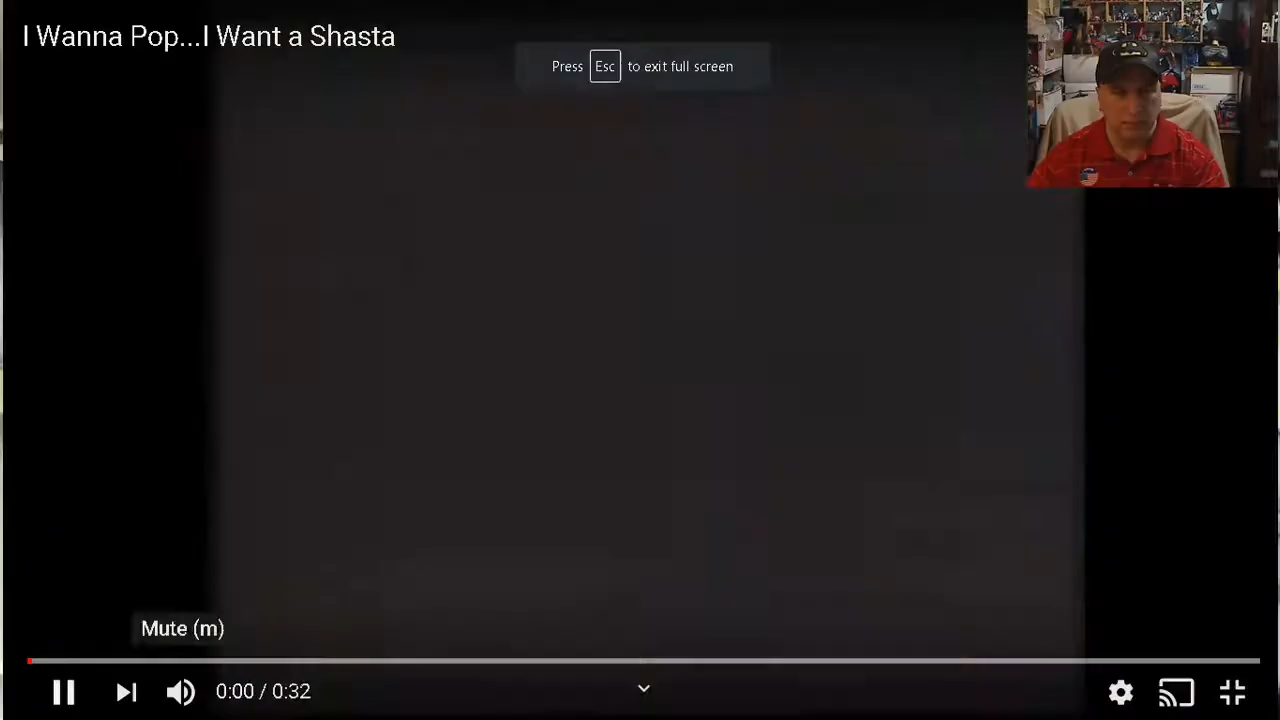 I Wanna Pop...I Want a Shasta
Press Esc to exit full screen
Mute (m)
0:00 / 0:32